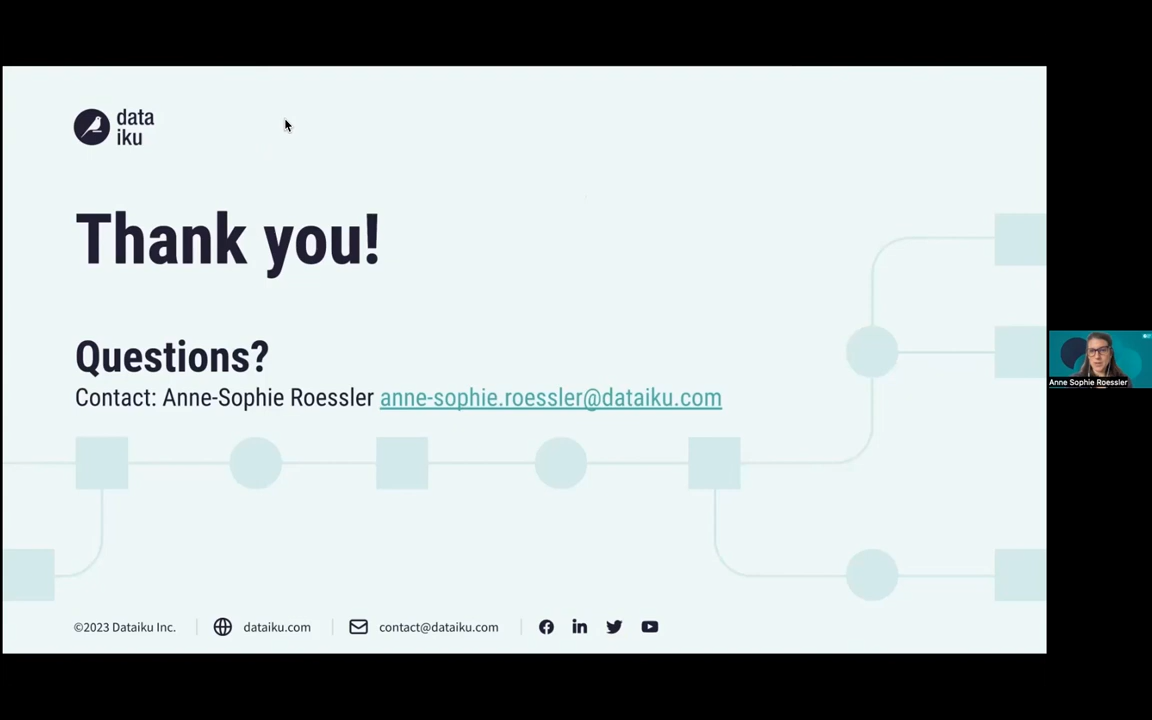 data
iku
Thank you!
Questions?
Contact: Anne-Sophie Roessler anne-sophie.roessler@dataiku.com
Anne Sophie Roessler
©2023 Dataiku Inc.
dataiku.com
contact@dataiku.com